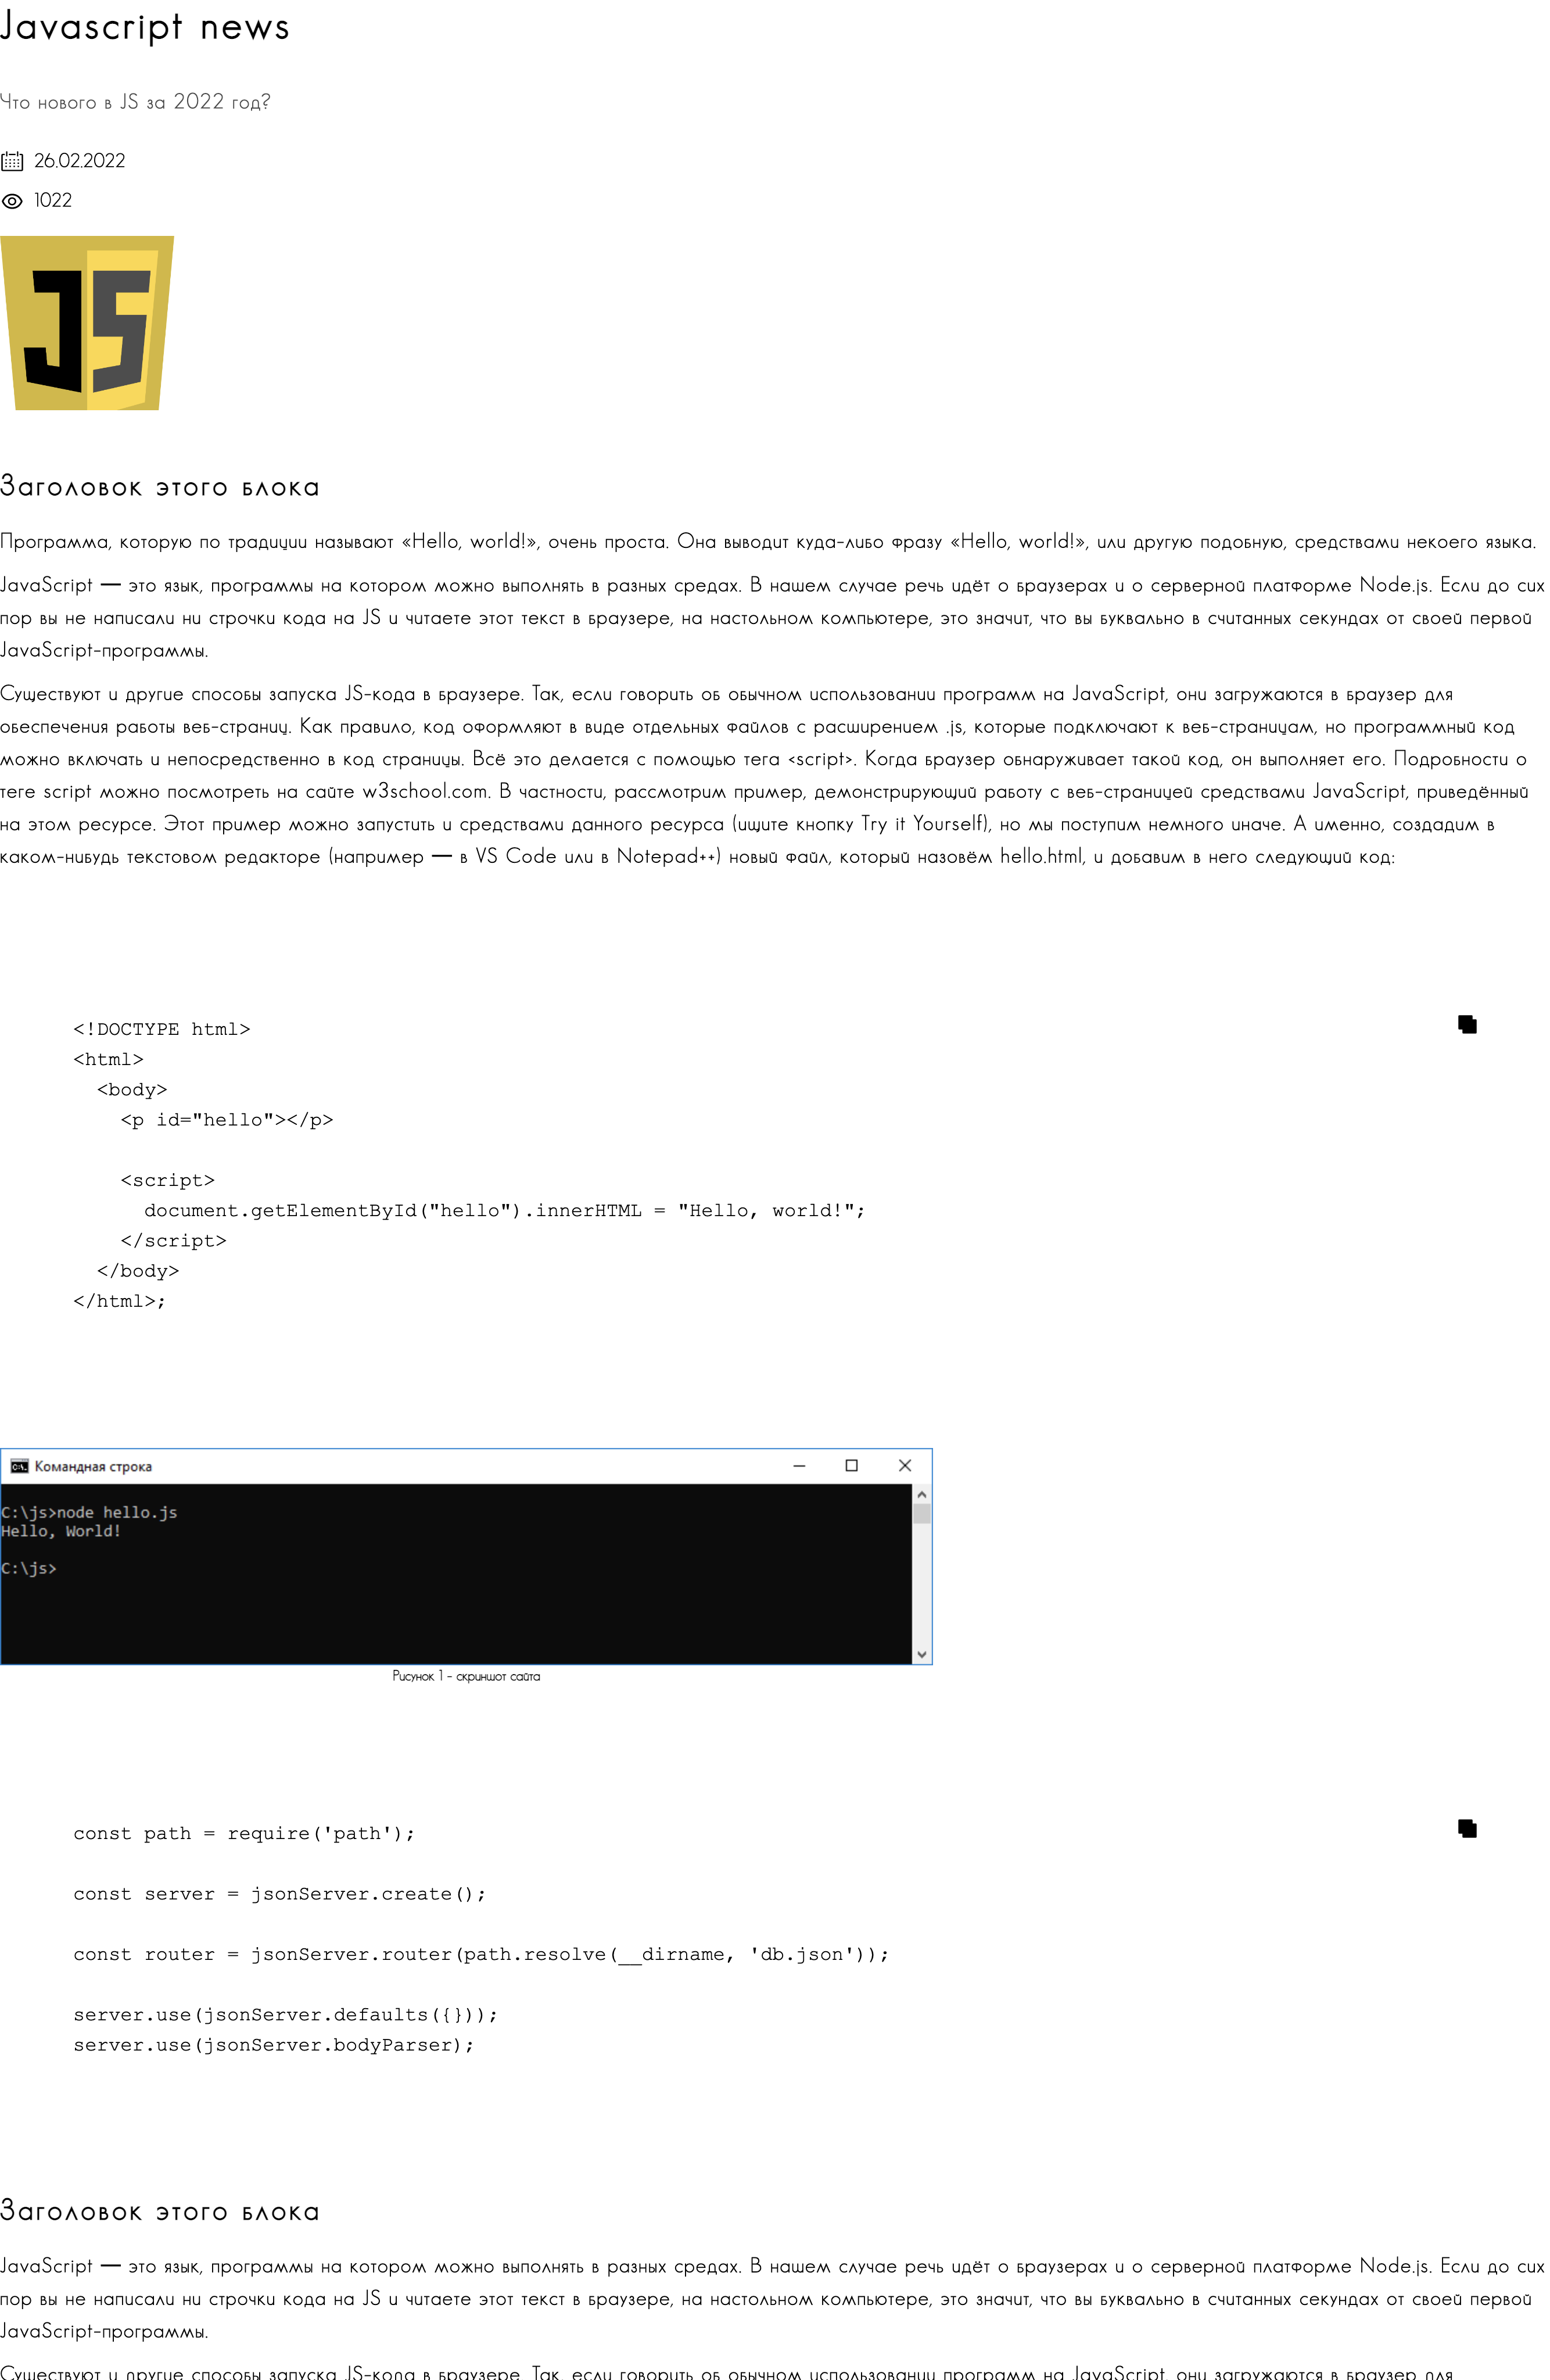 Javascript news
Что нового в JS за 2022 год?
26.02.2022
1022
JS
Заголовок этого блока
Программа, которую по традиции называют «Hello, world!», очень проста. Она выводит куда-либо фразу «Hello, world!», или другую подобную, средствами некоего языка.
JavaScript — это язык, программы на котором можно выполнять в разных средах. В нашем случае речь идёт о браузерах и о серверной платформе Node.js. Если до сих
пор вы не написали ни строчки кода на JS и читаете этот текст в браузере, на настольном компьютере, это значит, что вы буквально в считанных секундах от своей первой
JavaScript-программы.
Существуют и другие способы запуска JS-кода в браузере. Так, если говорить об обычном использовании программ на JavaScript, они загружаются в браузер для
обеспечения работы веб-страниц. Как правило, код оформляют в виде отдельных файлов с расширением .js, которые подключают к веб-страницам, но программный код
можно включать и непосредственно в код страницы. Всё это делается с помощью тега <script>. Когда браузер обнаруживает такой код, он выполняет его. Подробности о
теге script можно посмотреть на сайте w3school.com. В частности, рассмотрим пример, демонстрирующий работу с веб-страницей средствами JavaScript, приведённый
на этом ресурсе. Этот пример можно запустить и средствами данного ресурса (ищите кнопку Try it Yourself), но мы поступим немного иначе. А именно, создадим в
каком-нибудь текстовом редакторе (например — в VS Code или в Notepad++) новый файл, который назовём hello.html, и добавим в него следующий код:
<!DOCTYPE html>
<html>
  <body>
    <p id="hello"></p>
    <script>
      document.getElementById("hello").innerHTML = "Hello, world!";
    </script>
  </body>
</html>;
Командная строка
C:\js>node hello.js
Hello, World!
C:\js>
Рисунок 1 - скриншот сайта
const path = require('path');
const server = jsonServer.create();
const router = jsonServer.router(path.resolve(__dirname, 'db.json'));
server.use(jsonServer.defaults({}));
server.use(jsonServer.bodyParser);
Заголовок этого блока
JavaScript — это язык, программы на котором можно выполнять в разных средах. В нашем случае речь идёт о браузерах и о серверной платформе Node.js. Если до сих
пор вы не написали ни строчки кода на JS и читаете этот текст в браузере, на настольном компьютере, это значит, что вы буквально в считанных секундах от своей первой
JavaScript-программы.
Существуют и другие способы запуска JS-кода в браузере. Так, если говорить об обычном использовании программ на JavaScript, они загружаются в браузер для